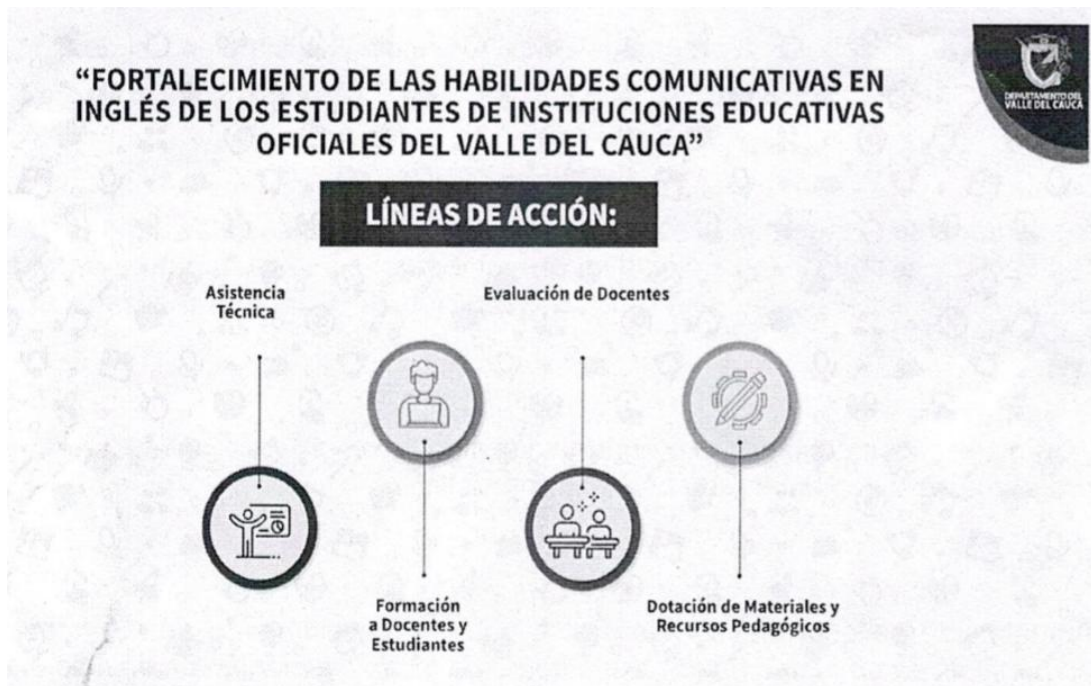 “FORTALECIMIENTO DE LAS HABILIDADES COMUNICATIVAS EN
INGLÉS DE LOS ESTUDIANTES DE INSTITUCIONES EDUCATIVAS
OFICIALES DEL VALLE DEL CAUCA”
DEPARTAMENTO DEL
VALLE DEL CAUCA
LÍNEAS DE ACCIÓN:
Asistencia
Técnica
Evaluación de Docentes
Formación
a Docentes y
Estudiantes
Dotación de Materiales y
Recursos Pedagógicos